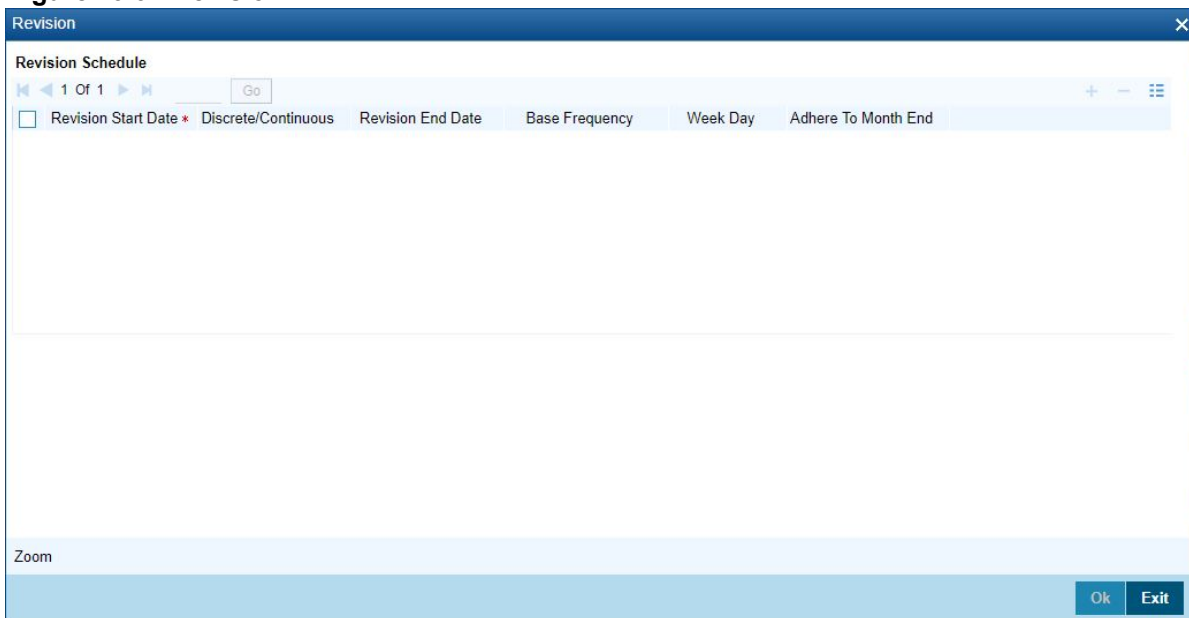 Revision
Revision Schedule
1 Of 1 Go
Revision Start Date * Discrete/Continuous Revision End Date Base Frequency Week Day Adhere To Month End
Zoom
Ok Exit